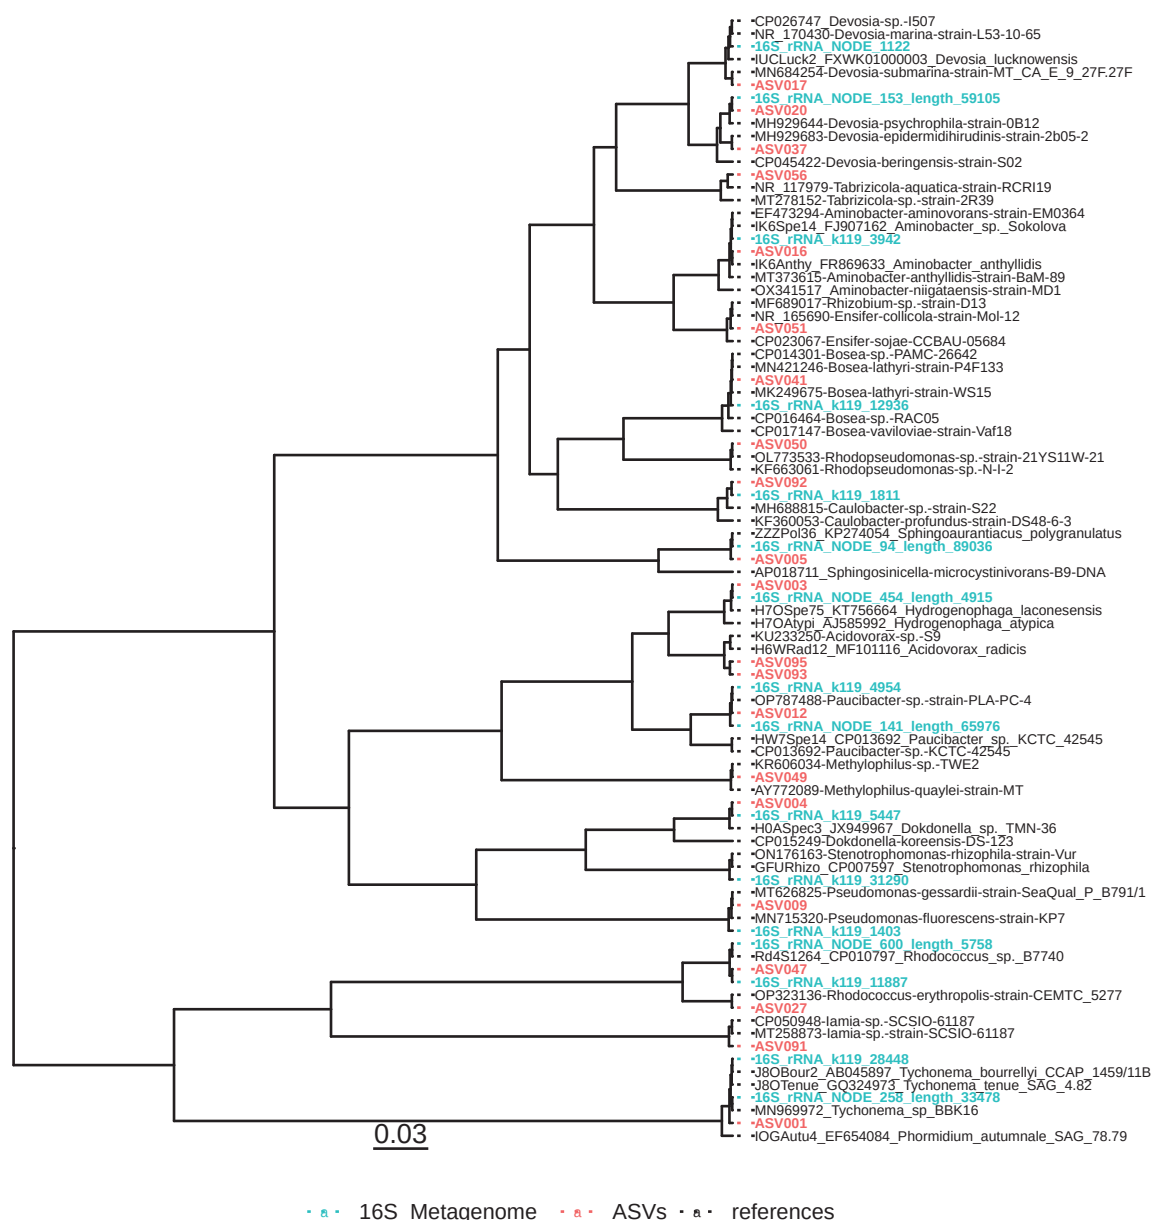 CP026747_Devosia-sp.-I507
NR_170430-Devosia-marina-strain-L53-10-65
16S_rRNA_NODE_1122
IUCLuck2_FXWK01000003_Devosia_lucknowensis
MN684254-Devosia-submarina-strain-MT_CA_E_9_27F.27F
ASV017
16S_rRNA_NODE_153_length_59105
ASV020
MH929644-Devosia-psychrophila-strain-0B12
MH929683-Devosia-epidermidihirudinis-strain-2b05-2
ASV037
CP045422-Devosia-beringensis-strain-S02
ASV056
NR_117979-Tabrizicola-aquatica-strain-RCRI19
MT278152-Tabrizicola-sp.-strain-2R39
EF473294-Aminobacter-aminovorans-strain-EM0364
IK6Spe14_FJ907162_Aminobacter_sp._Sokolova
16S_rRNA_k119_3942
ASV016
IK6Anthy_FR869633_Aminobacter_anthyllidis
MT373615-Aminobacter-anthyllidis-strain-BaM-89
OX341517_Aminobacter-niigataensis-strain-MD1
MF689017-Rhizobium-sp.-strain-D13
NR_165690-Ensifer-collicola-strain-Mol-12
ASV051
CP023067-Ensifer-sojae-CCBAU-05684
CP014301-Bosea-sp.-PAMC-26642
MN421246-Bosea-lathyri-strain-P4F133
ASV041
MK249675-Bosea-lathyri-strain-WS15
16S_rRNA_k119_12936
CP016464-Bosea-sp.-RAC05
CP017147-Bosea-vaviloviae-strain-Vaf18
ASV050
OL773533-Rhodopseudomonas-sp.-strain-21YS11W-21
KF663061-Rhodopseudomonas-sp.-N-I-2
ASV092
16S_rRNA_k119_1811
MH688815-Caulobacter-sp.-strain-S22
KF360053-Caulobacter-profundus-strain-DS48-6-3
ZZZPol36_KP274054_Sphingoaurantiacus_polygranulatus
16S_rRNA_NODE_94_length_89036
ASV005
AP018711_Sphingosinicella-microcystinivorans-B9-DNA
ASV003
16S_rRNA_NODE_454_length_4915
H7OSpe75_KT756664_Hydrogenophaga_laconesensis
H7OAtypi_AJ585992_Hydrogenophaga_atypica
KU233250-Acidovorax-sp.-S9
H6WRad12_MF101116_Acidovorax_radicis
ASV095
ASV093
16S_rRNA_k119_4954
OP787488-Paucibacter-sp.-strain-PLA-PC-4
ASV012
16S_rRNA_NODE_141_length_65976
HW7Spe14_CP013692_Paucibacter_sp._KCTC_42545
CP013692-Paucibacter-sp.-KCTC-42545
KR606034-Methylophilus-sp.-TWE2
ASV049
AY772089-Methylophilus-quaylei-strain-MT
ASV004
16S_rRNA_k119_5447
H0ASpec3_JX949967_Dokdonella_sp._TMN-36
CP015249-Dokdonella-koreensis-DS-123
ON176163-Stenotrophomonas-rhizophila-strain-Vur
GFURhizo_CP007597_Stenotrophomonas_rhizophila
16S_rRNA_k119_31290
MT626825-Pseudomonas-gessardii-strain-SeaQual_P_B791/1
ASV009
MN715320-Pseudomonas-fluorescens-strain-KP7
16S_rRNA_k119_1403
16S_rRNA_NODE_600_length_5758
Rd4S1264_CP010797_Rhodococcus_sp._B7740
ASV047
16S_rRNA_k119_11887
OP323136-Rhodococcus-erythropolis-strain-CEMTC_5277
ASV027
CP050948-Iamia-sp.-SCSIO-61187
MT258873-Iamia-sp.-strain-SCSIO-61187
ASV091
16S_rRNA_k119_28448
J8OBour2_AB045897_Tychonema_bourrellyi_CCAP_1459/11B
J8OTenue_GQ324973_Tychonema_tenue_SAG_4.82
16S_rRNA_NODE_258_length_33478
MN969972_Tychonema_sp_BBK16
ASV001
IOGAutu4_EF654084_Phormidium_autumnale_SAG_78.79
0.03
a 16S_Metagenome a ASVs a references